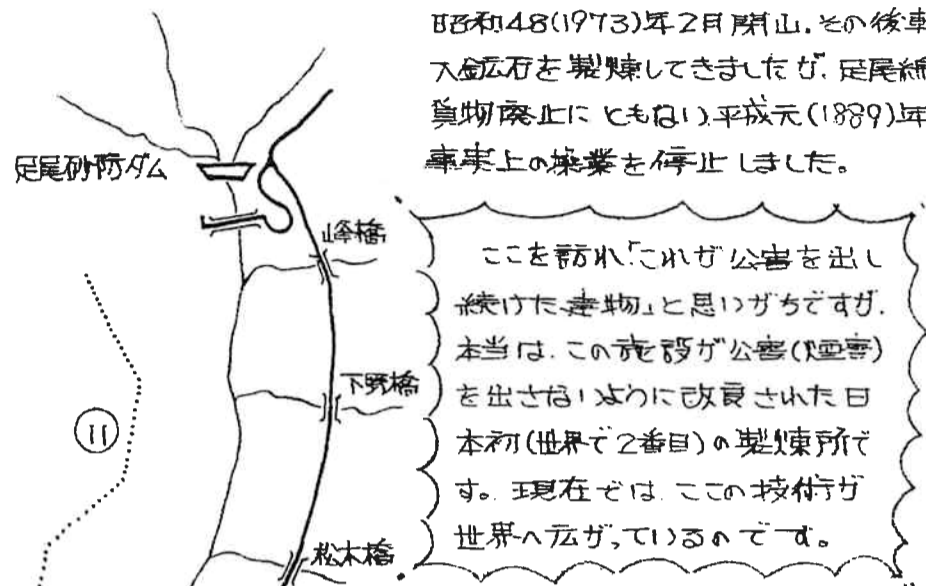 昭和48(1973)年2月閉山.その後車
入鉱石を製煉してきましたが、足尾線
貨物廃止にともない、平成元(1889)年
事実上の操業を停止しました。
足尾砂防ダム
峰橋
ここを訪れ「これが公害を出し
続けた建物」と思いがちですが、
本当は、この施設が公害(煙害)
を出さないように改良された日
本初(世界で2番目)の製煉所で
す。現在では、ここの技術が
世界へ広がっているのです。
下野橋
⑪
松木橋